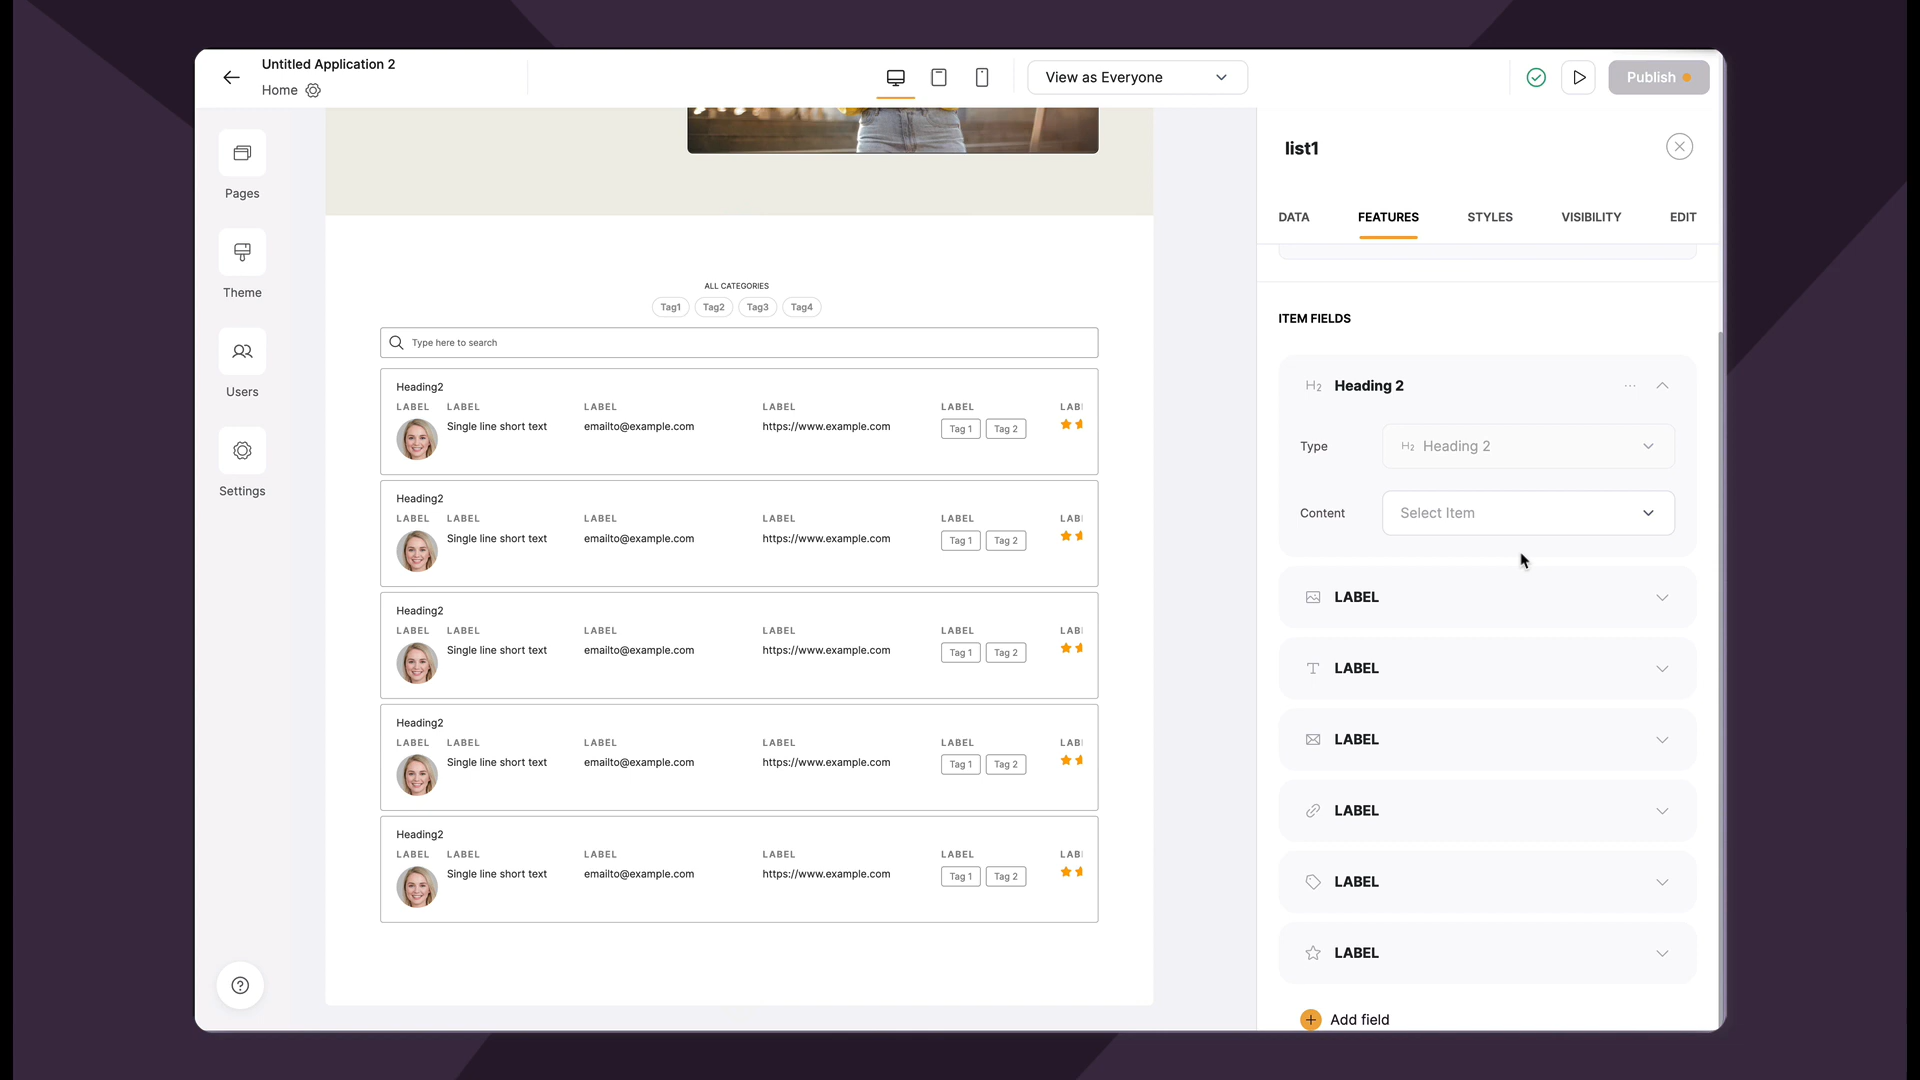 Untitled Application 2
Home
View as Everyone
Publish
Pages
Theme
Users
Settings
ALL CATEGORIES
Tag1 Tag2 Tag3 Tag4
Type here to search
Heading2
LABEL LABEL LABEL LABEL LABEL LABI
Single line short text emailto@example.com https://www.example.com Tag 1 Tag 2
Heading2
LABEL LABEL LABEL LABEL LABEL LABI
Single line short text emailto@example.com https://www.example.com Tag 1 Tag 2
Heading2
LABEL LABEL LABEL LABEL LABEL LABI
Single line short text emailto@example.com https://www.example.com Tag 1 Tag 2
Heading2
LABEL LABEL LABEL LABEL LABEL LABI
Single line short text emailto@example.com https://www.example.com Tag 1 Tag 2
Heading2
LABEL LABEL LABEL LABEL LABEL LABI
Single line short text emailto@example.com https://www.example.com Tag 1 Tag 2
list1
DATA FEATURES STYLES VISIBILITY EDIT
ITEM FIELDS
H2 Heading 2
Type H2 Heading 2
Content Select Item
LABEL
T LABEL
LABEL
LABEL
LABEL
LABEL
Add field